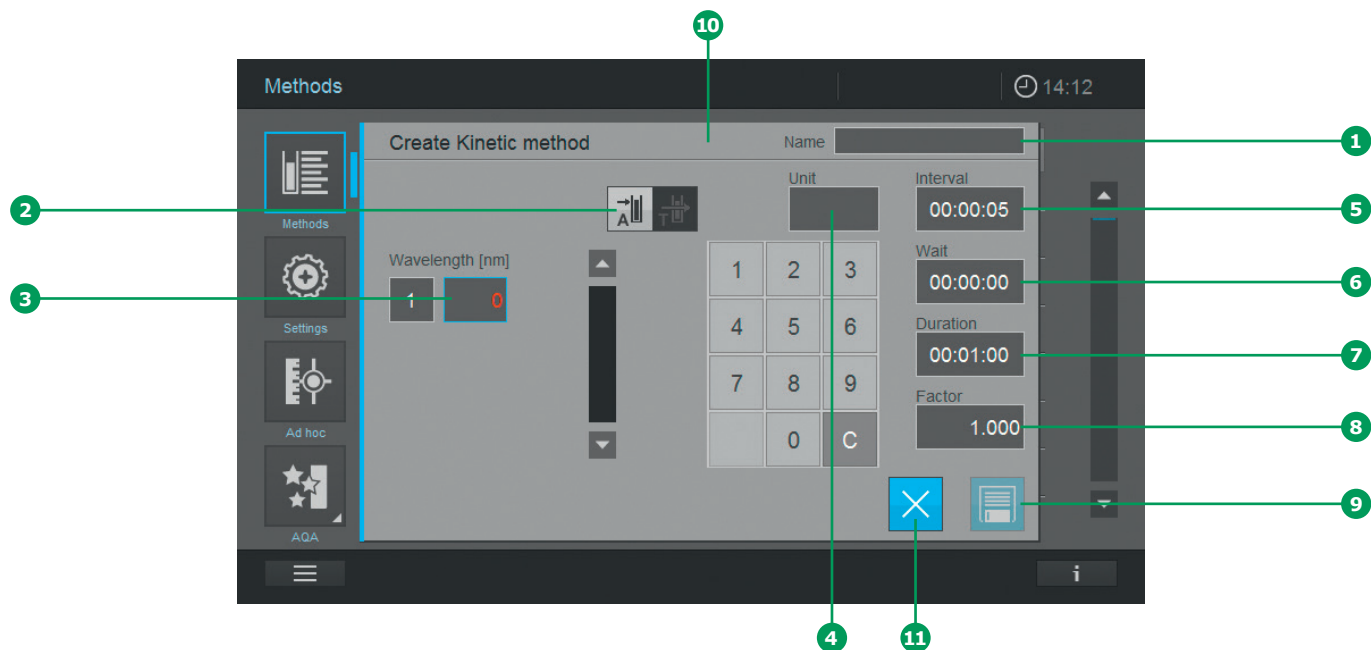 10
Methods
14:12
Create Kinetic method
Name
1
Unit
Interval
2
A
T
00:00:05
5
Methods
Wavelength [nm]
Wait
1 2 3
00:00:00
6
3
1
0
Settings
4 5 6
Duration
00:01:00
7
7 8 9
Factor
Ad hoc
0 C
1.000
8
9
AQA
i
4
11